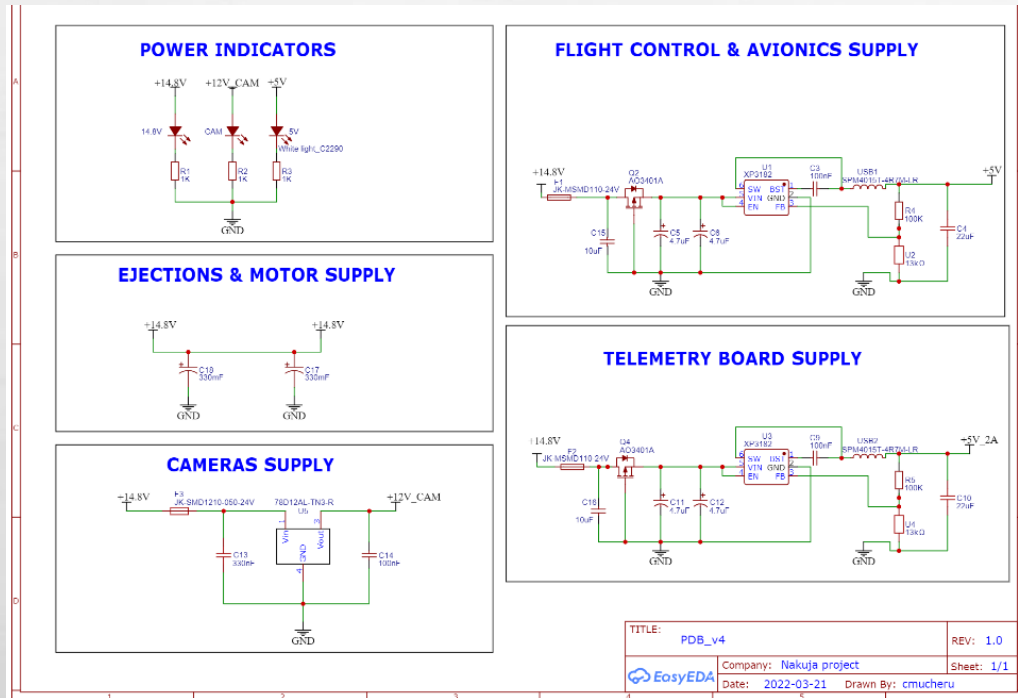 POWER INDICATORS
+14.8V
+12V_CAM
+5V
14.8V
CAM
5V
White light_C2290
R1
1K
R2
1K
R3
1K
GND
EJECTIONS & MOTOR SUPPLY
+14.8V
+14.8V
C18
330mF
C17
330mF
GND
GND
CAMERAS SUPPLY
+14.8V
F3
JK-SMD1210-050-24V
78D12AL-TN3-R
U5
+12V_CAM
Vin
1
Vout
3
GND
4
C13
330nF
C14
100nF
GND
FLIGHT CONTROL & AVIONICS SUPPLY
+14.8V
F1
JK-MSMD110-24V
Q2
AO3401A
U1
XP3182
C3
100nF
USB1
SPM4015T-4R7M-LR
+5V
SW
BST
VIN
GND
EN
FB
C15
10uF
C5
4.7uF
C6
4.7uF
R4
100K
U2
13kΩ
C4
22uF
GND
GND
TELEMETRY BOARD SUPPLY
+14.8V
F2
JK MSMD110 24V
Q4
AO3401A
U3
XP3182
C9
100nF
USB2
SPM4015T-4R7M-LR
+5V_2A
SW
BST
VIN
GND
EN
FB
C16
10uF
C11
4.7uF
C12
4.7uF
R5
100K
U4
13kΩ
C10
22uF
GND
GND
TITLE:
PDB_v4
REV: 1.0
EasyEDA
Company: Nakuja project
Sheet: 1/1
Date: 2022-03-21
Drawn By: cmucheru
A
B
C
D